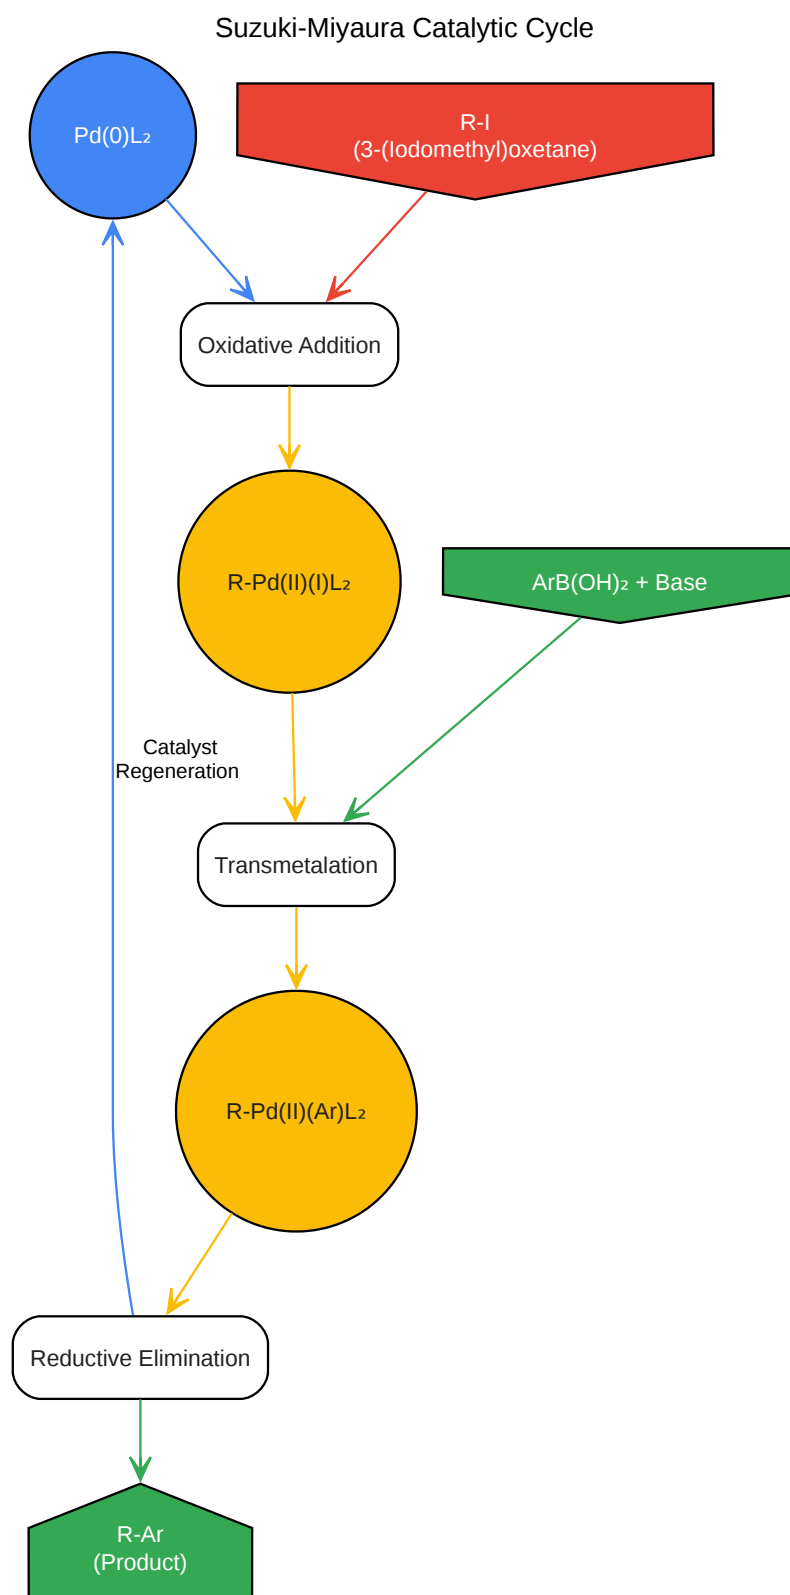 Suzuki-Miyaura Catalytic Cycle
Pd(0)L₂
R-I
(3-(Iodomethyl)oxetane)
Oxidative Addition
R-Pd(II)(I)L₂
ArB(OH)₂ + Base
Catalyst
Regeneration
Transmetalation
R-Pd(II)(Ar)L₂
Reductive Elimination
R-Ar
(Product)